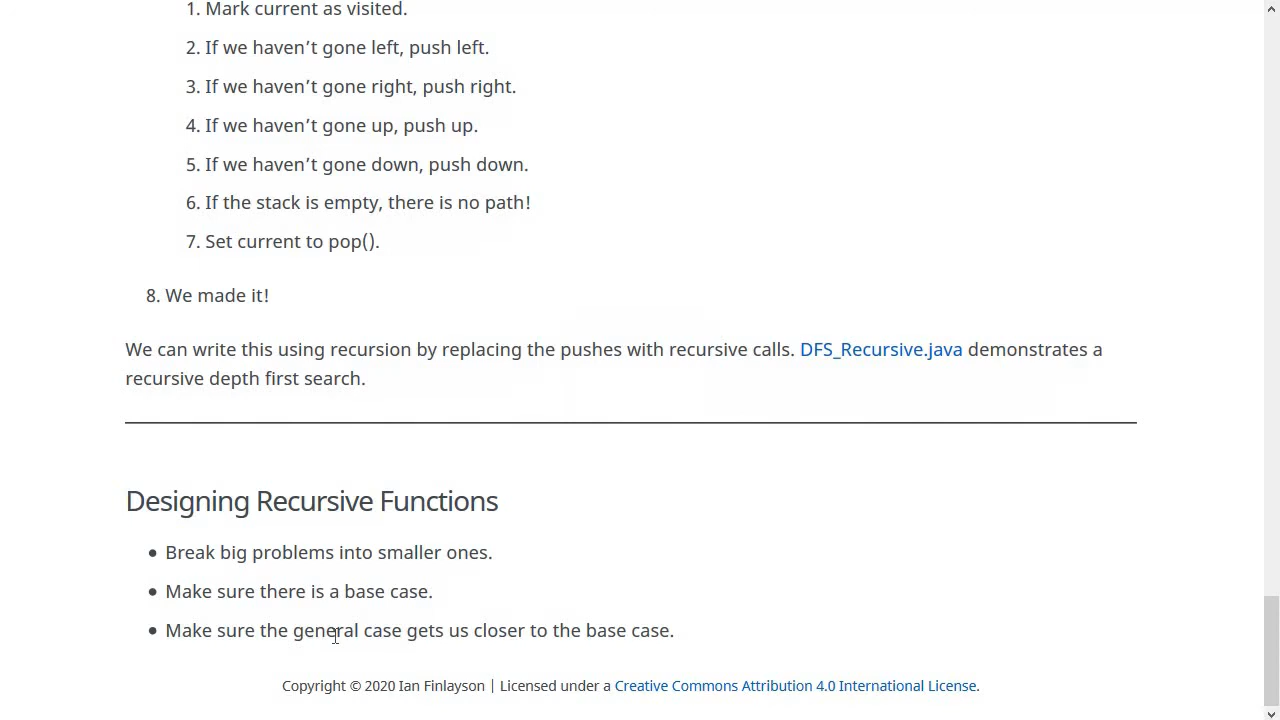 1. Mark current as visited.
2. If we haven’t gone left, push left.
3. If we haven’t gone right, push right.
4. If we haven’t gone up, push up.
5. If we haven’t gone down, push down.
6. If the stack is empty, there is no path!
7. Set current to pop().
8. We made it!
We can write this using recursion by replacing the pushes with recursive calls. DFS_Recursive.java demonstrates a
recursive depth first search.
Designing Recursive Functions
• Break big problems into smaller ones.
• Make sure there is a base case.
• Make sure the general case gets us closer to the base case.
Copyright © 2020 Ian Finlayson | Licensed under a Creative Commons Attribution 4.0 International License.